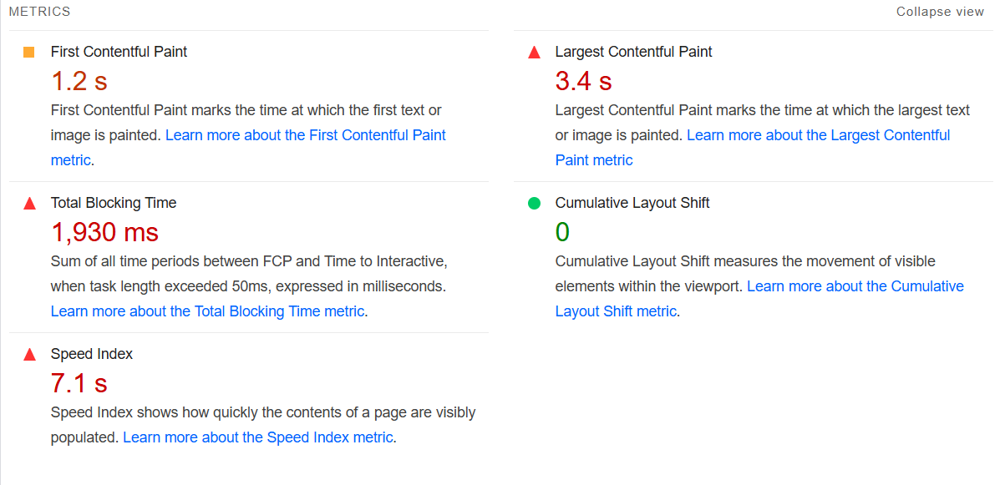 METRICS
Collapse view
First Contentful Paint
1.2 s
First Contentful Paint marks the time at which the first text or
image is painted. Learn more about the First Contentful Paint
metric.
Largest Contentful Paint
3.4 s
Largest Contentful Paint marks the time at which the largest text
or image is painted. Learn more about the Largest Contentful
Paint metric
Total Blocking Time
1,930 ms
Sum of all time periods between FCP and Time to Interactive,
when task length exceeded 50ms, expressed in milliseconds.
Learn more about the Total Blocking Time metric.
Cumulative Layout Shift
0
Cumulative Layout Shift measures the movement of visible
elements within the viewport. Learn more about the Cumulative
Layout Shift metric.
Speed Index
7.1 s
Speed Index shows how quickly the contents of a page are visibly
populated. Learn more about the Speed Index metric.